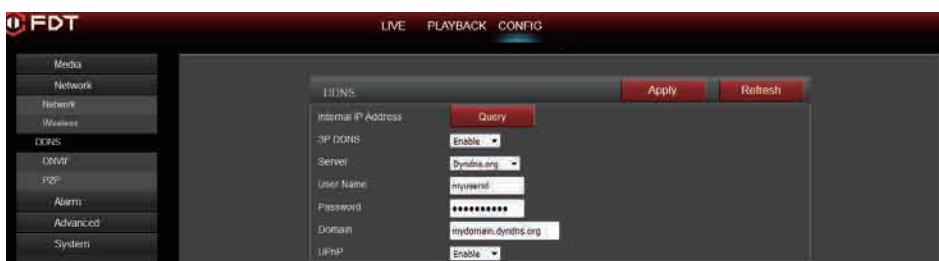 FDT
LIVE PLAYBACK CONFIG
Media
Network
Network
Wireless
DDNS
ONVIF
P2P
Alarm
Advanced
System
DDNS Apply Refresh
Internal IP Address Query
3P DDNS Enable
Server Dyndns.org
User Name myuserid
Password ••••••••••
Domain mydomain.dyndns.org
UPnP Enable